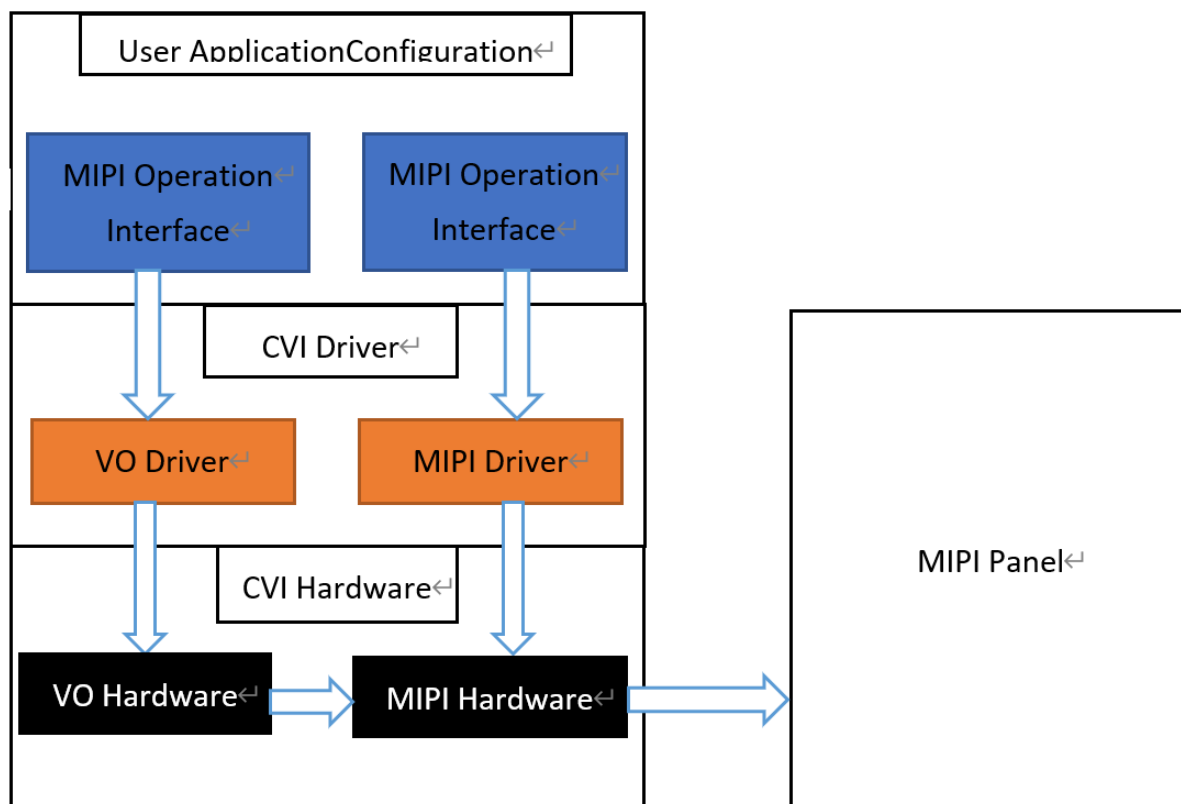 User ApplicationConfiguration
MIPI Operation
Interface
MIPI Operation
Interface
CVI Driver
VO Driver
MIPI Driver
CVI Hardware
VO Hardware
MIPI Hardware
MIPI Panel